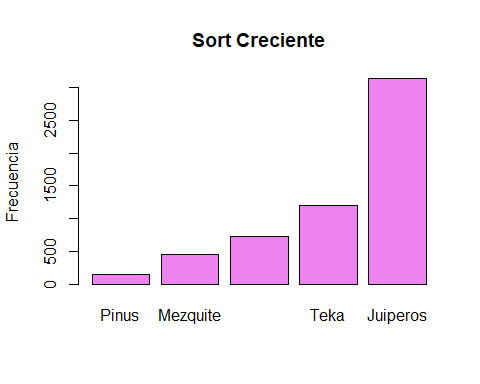 Sort Creciente
Frecuencia
2500
1500
500
0
Pinus Mezquite Teka Juiperos